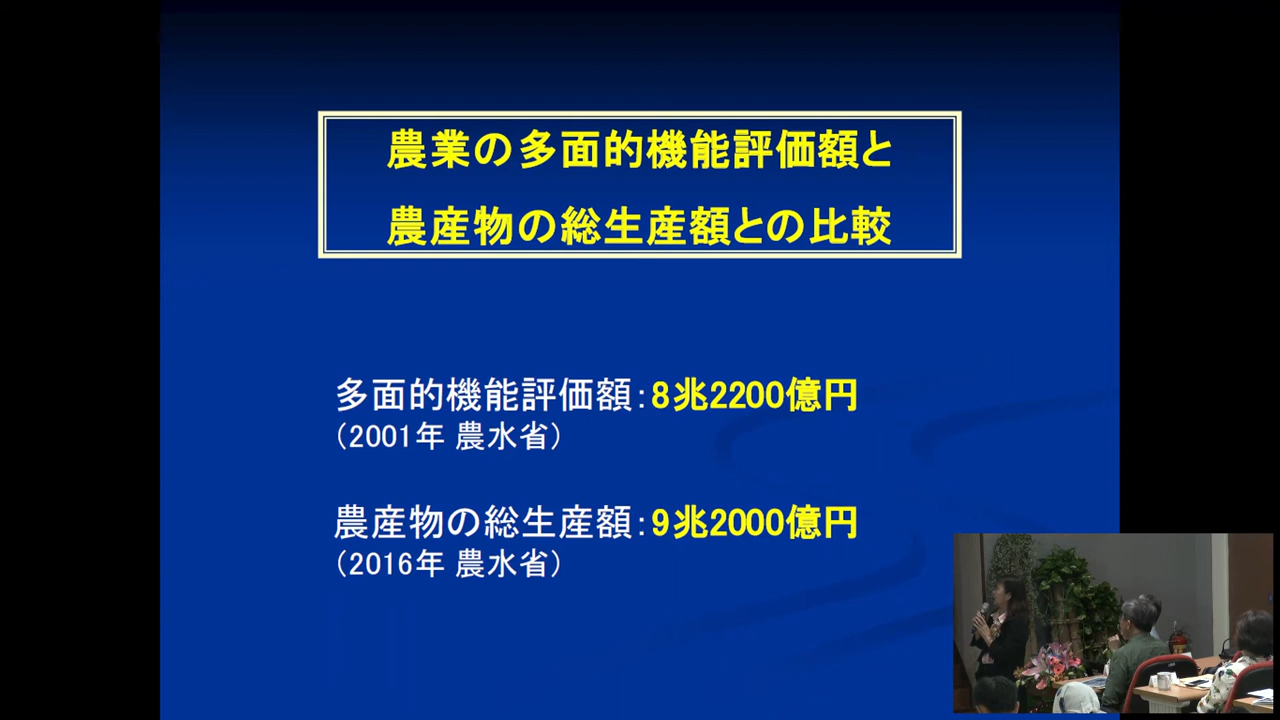 農業の多面的機能評価額と
農産物の総生産額との比較
多面的機能評価額：8兆2200億円
（2001年 農水省）
農産物の総生産額：9兆2000億円
（2016年 農水省）